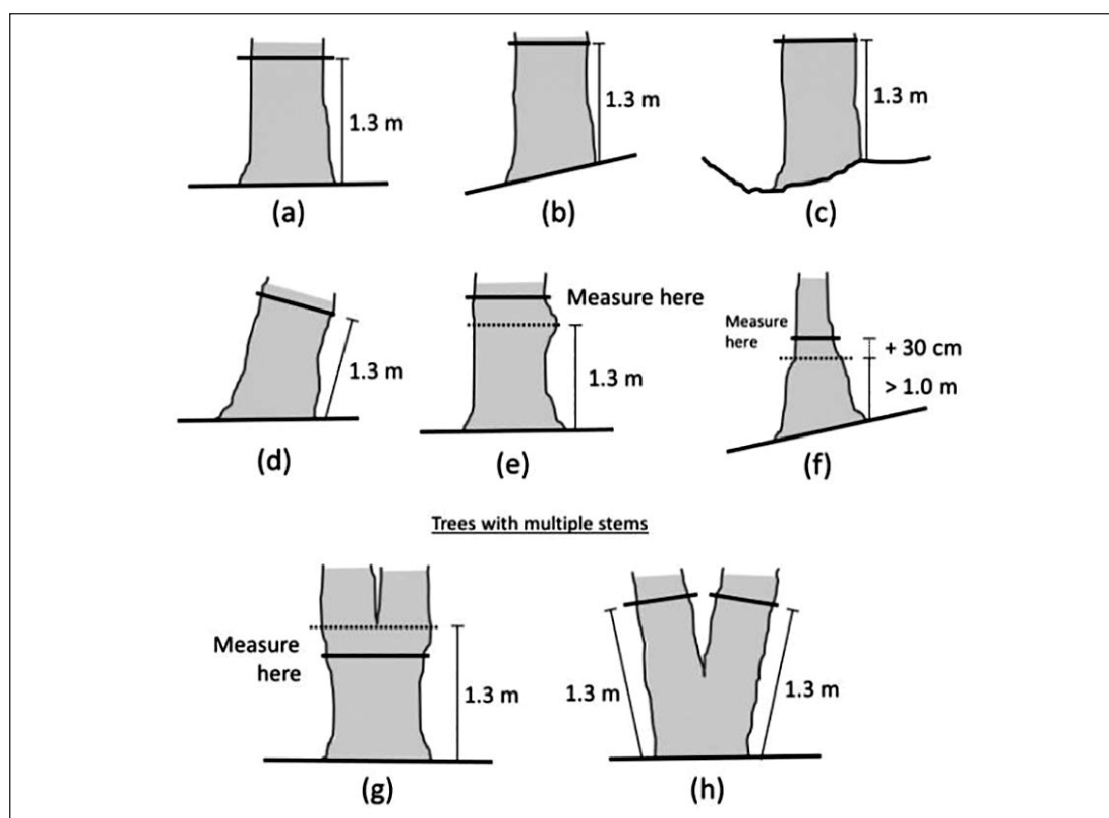 1.3 m
1.3 m
1.3 m
(a)
(b)
(c)
Measure here
1.3 m
1.3 m
Measure
here
+ 30 cm
> 1.0 m
(d)
(e)
(f)
Trees with multiple stems
Measure
here
1.3 m
1.3 m
1.3 m
(g)
(h)